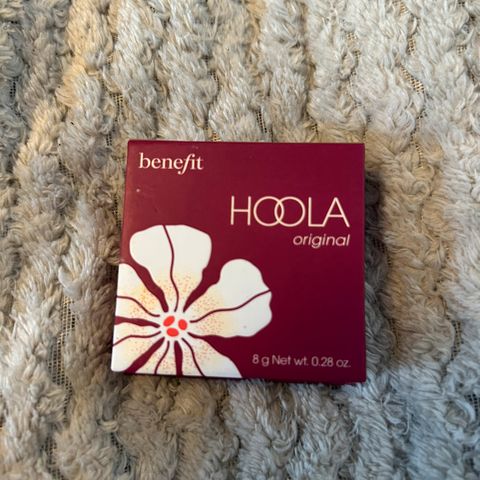 benefit
HOOLA
original
8 g Net wt. 0.28 oz.